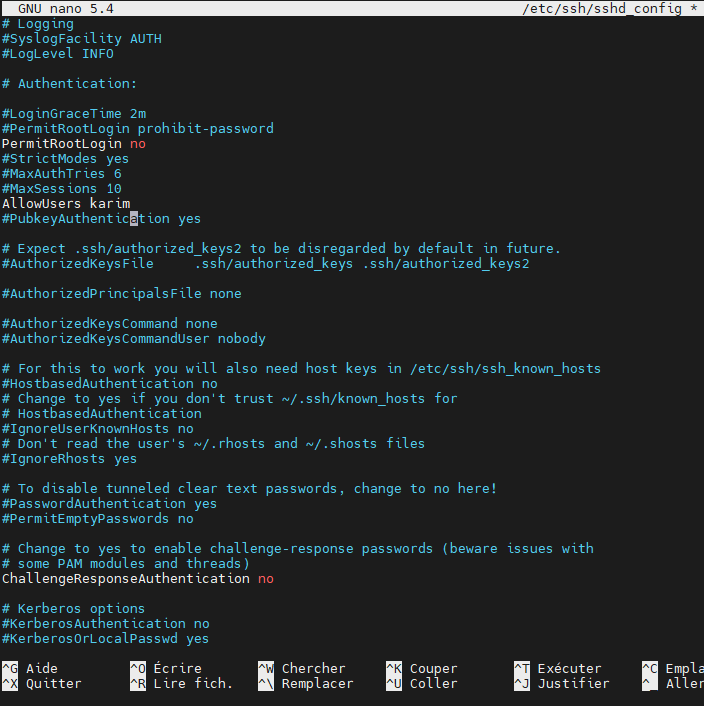 GNU nano 5.4 /etc/ssh/sshd_config *
# Logging
#SyslogFacility AUTH
#LogLevel INFO
# Authentication:
#LoginGraceTime 2m
#PermitRootLogin prohibit-password
PermitRootLogin no
#StrictModes yes
#MaxAuthTries 6
#MaxSessions 10
AllowUsers karim
#PubkeyAuthentication yes
# Expect .ssh/authorized_keys2 to be disregarded by default in future.
#AuthorizedKeysFile     .ssh/authorized_keys .ssh/authorized_keys2
#AuthorizedPrincipalsFile none
#AuthorizedKeysCommand none
#AuthorizedKeysCommandUser nobody
# For this to work you will also need host keys in /etc/ssh/ssh_known_hosts
#HostbasedAuthentication no
# Change to yes if you don't trust ~/.ssh/known_hosts for
# HostbasedAuthentication
#IgnoreUserKnownHosts no
# Don't read the user's ~/.rhosts and ~/.shosts files
#IgnoreRhosts yes
# To disable tunneled clear text passwords, change to no here!
#PasswordAuthentication yes
#PermitEmptyPasswords no
# Change to yes to enable challenge-response passwords (beware issues with
# some PAM modules and threads)
ChallengeResponseAuthentication no
# Kerberos options
#KerberosAuthentication no
#KerberosOrLocalPasswd yes
^G Aide ^O Écrire ^W Chercher ^K Couper ^T Exécuter ^C Empla
^X Quitter ^R Lire fich. ^\ Remplacer ^U Coller ^J Justifier ^_ Aller